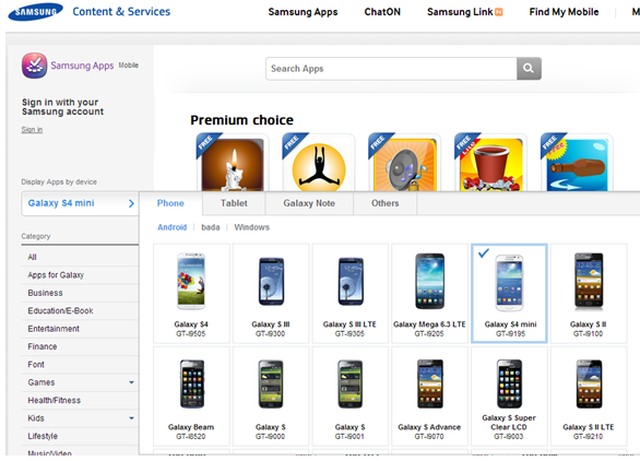 SAMSUNG Content & Services
Samsung Apps ChatON Samsung Link N Find My Mobile M
Samsung Apps Mobile
Search Apps
Sign in with your
Samsung account
Sign in
Premium choice
FREE FREE FREE Lite FREE
Display Apps by device
Galaxy S4 mini
Phone Tablet Galaxy Note Others
Android bada Windows
Category
All
Apps for Galaxy
Business
Education/E-Book
Entertainment
Finance
Font
Games
Health/Fitness
Kids
Lifestyle
Music/Video
Galaxy S4
GT-I9505
Galaxy S III
GT-I9300
Galaxy S III LTE
GT-I9305
Galaxy Mega 6.3 LTE
GT-I9205
Galaxy S4 mini
GT-I9195
Galaxy S II
GT-I9100
Galaxy Beam
GT-I8520
Galaxy S
GT-I9000
Galaxy S
GT-I9001
Galaxy S Advance
GT-I9070
Galaxy S Super
Clear LCD
GT-I9003
Galaxy S II LTE
GT-I9210